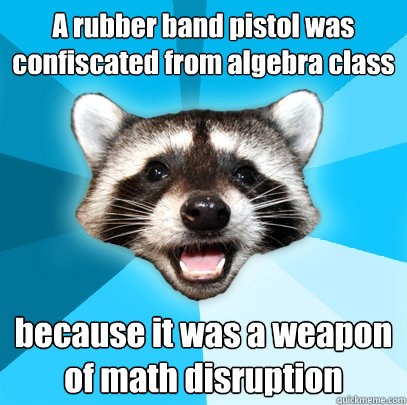 A rubber band pistol was
confiscated from algebra class
because it was a weapon
of math disruption
quickmeme.com